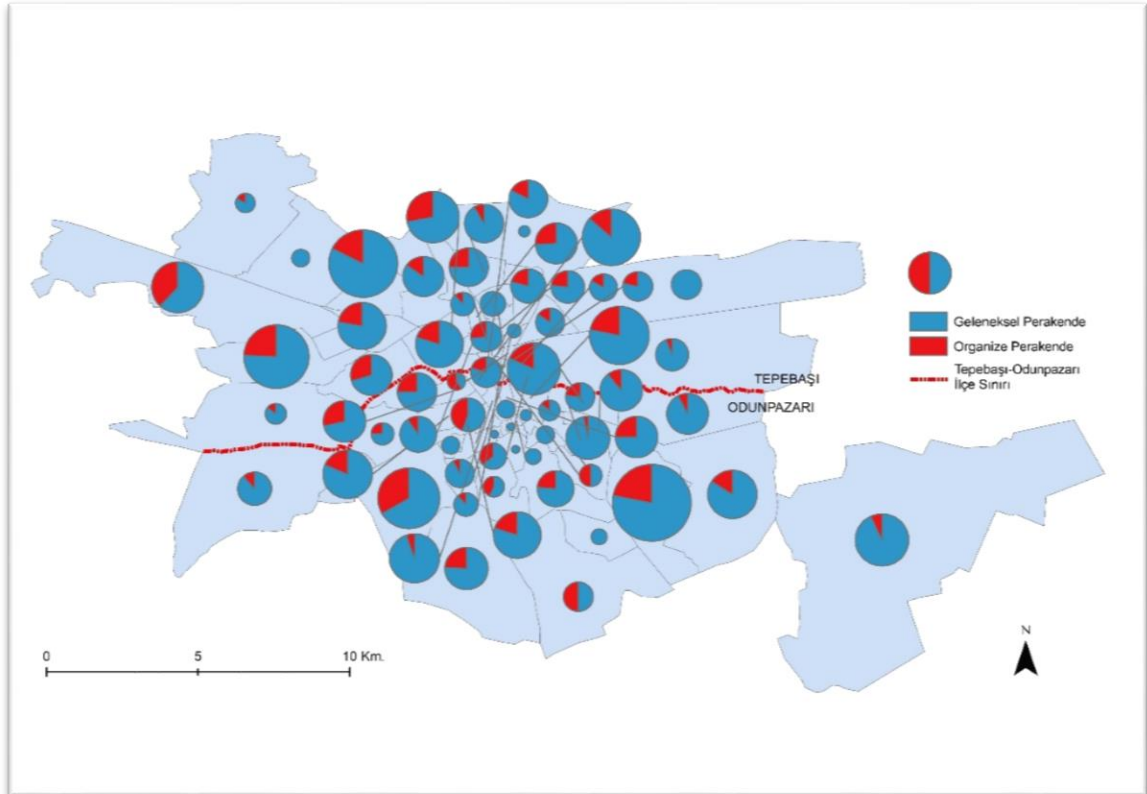 Geleneksel Perakende
Organize Perakende
Tepebaşı-Odunpazarı
İlçe Sınırı
TEPEBAŞI
ODUNPAZARI
0 5 10 Km.
N